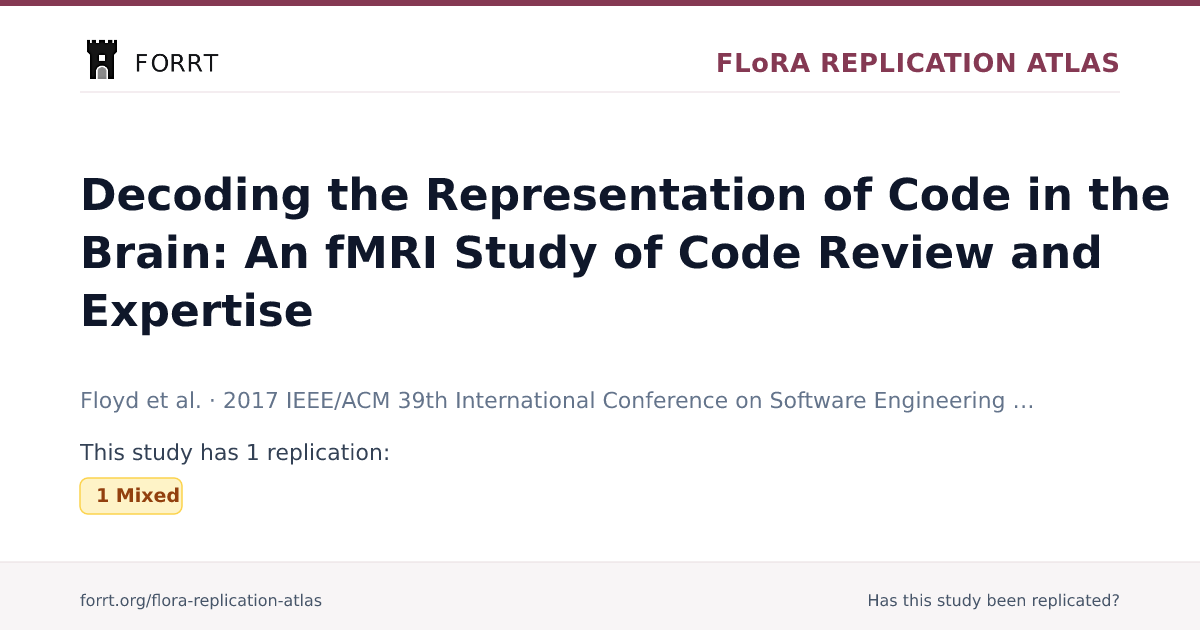 FORRT
FLoRA REPLICATION ATLAS
Decoding the Representation of Code in the
Brain: An fMRI Study of Code Review and
Expertise
Floyd et al. · 2017 IEEE/ACM 39th International Conference on Software Engineering …
This study has 1 replication:
1 Mixed
forrt.org/flora-replication-atlas
Has this study been replicated?